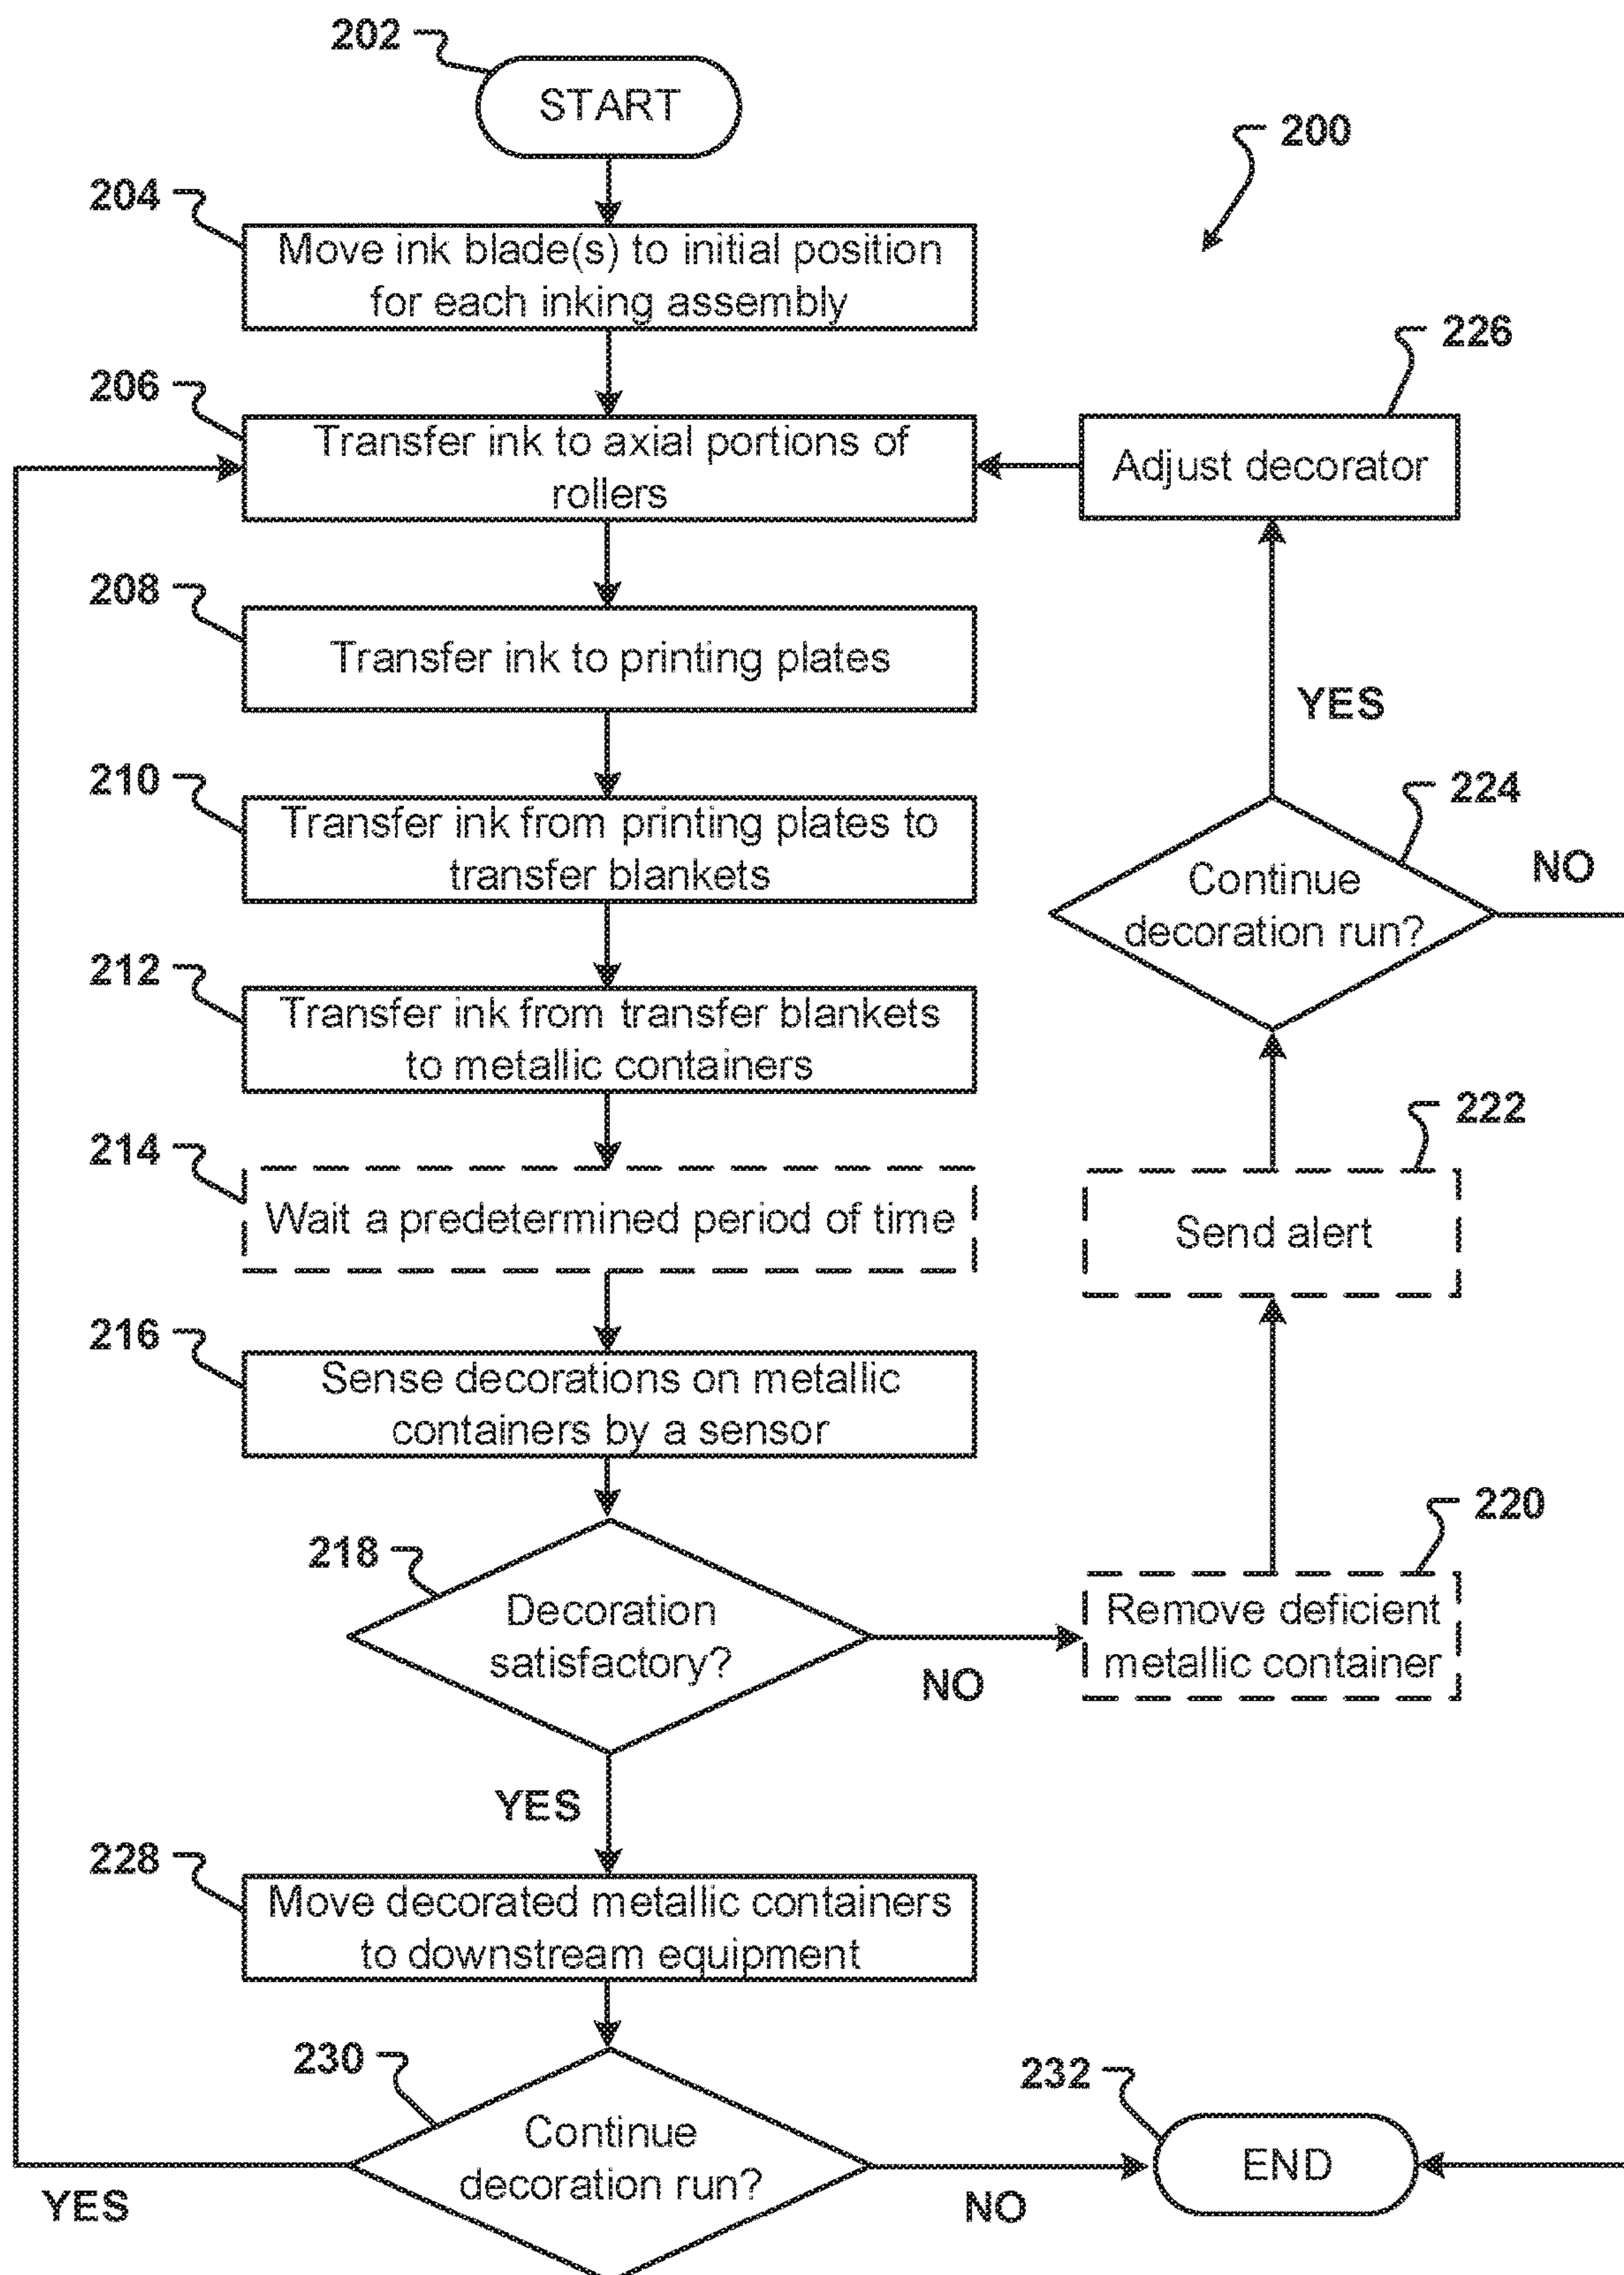 202
START
200
204
Move ink blade(s) to initial position
for each inking assembly
226
206
Transfer ink to axial portions of
rollers
Adjust decorator
208
Transfer ink to printing plates
YES
210
Transfer ink from printing plates to
transfer blankets
224
Continue
decoration run?
NO
212
Transfer ink from transfer blankets
to metallic containers
222
214
Wait a predetermined period of time
Send alert
216
Sense decorations on metallic
containers by a sensor
220
218
Decoration
satisfactory?
NO
Remove deficient
metallic container
YES
228
Move decorated metallic containers
to downstream equipment
230
Continue
decoration run?
232
END
YES
NO